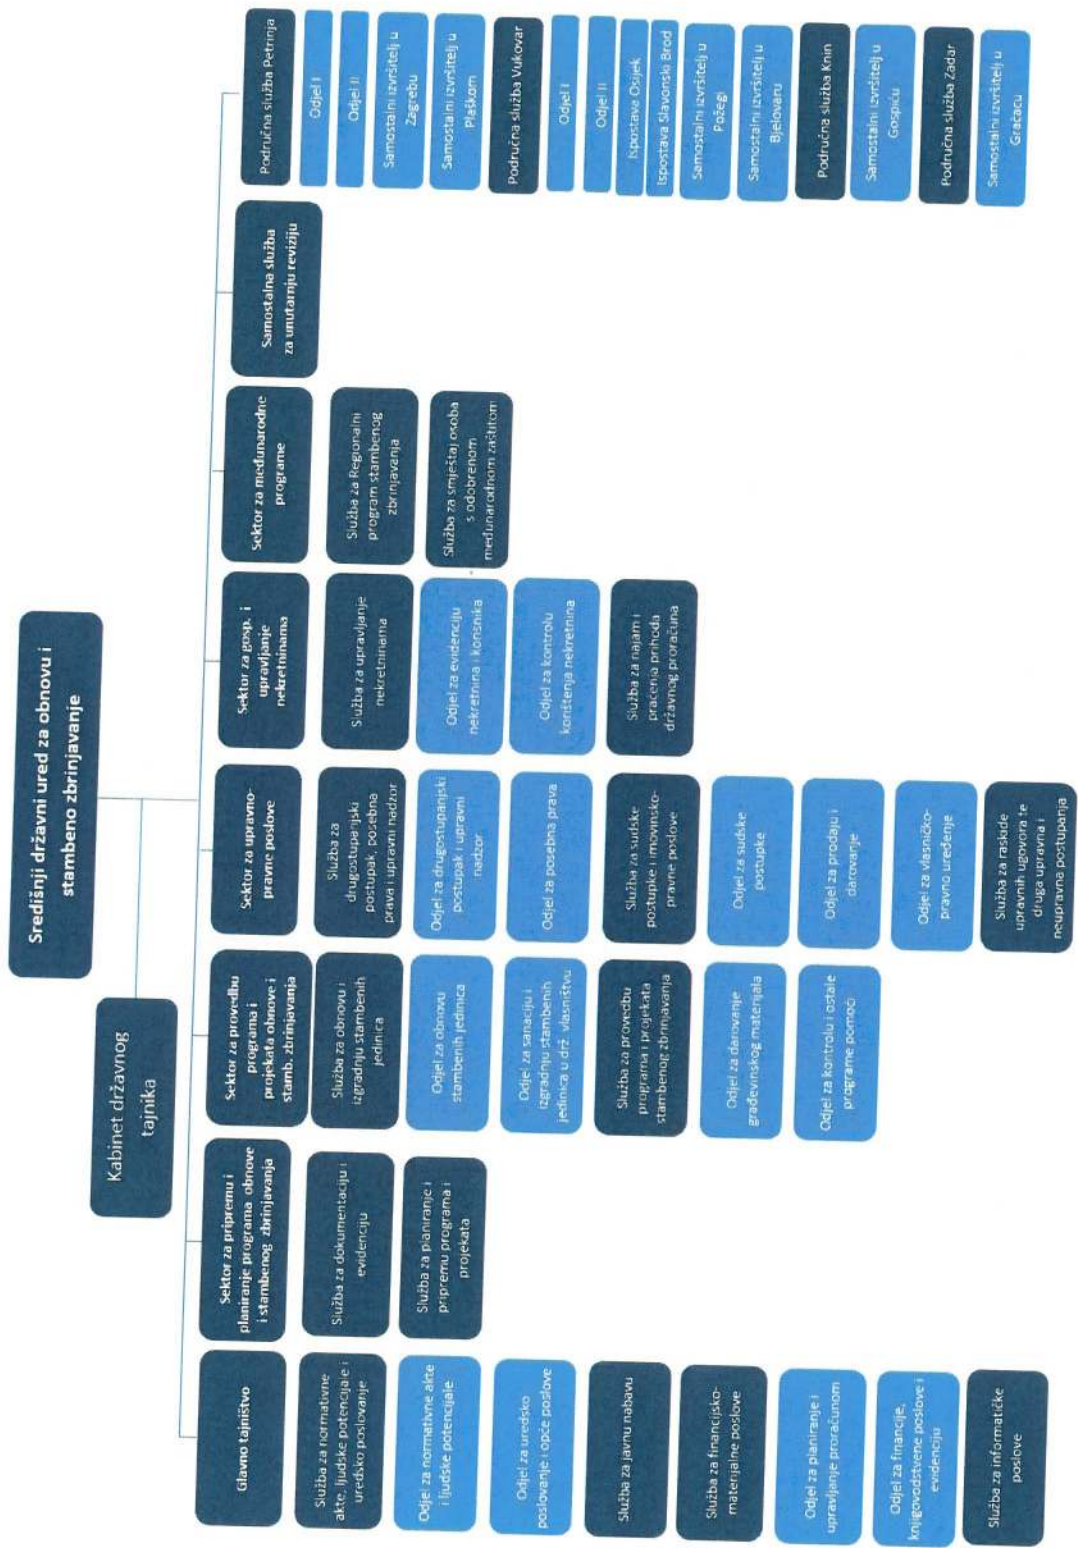 Središnji državni ured za obnovu i
stambeno zbrinjavanje
Kabinet državnog
tajnika
Glavno tajništvo
Služba za normativne
akte, ljudske potencijale i
uredsko poslovanje
Odjel za normativne akte
i ljudske potencijale
Odjel za uredsko
poslovanje i opće poslove
Služba za javnu nabavu
Služba za financijsko-
materijalne poslove
Odjel za planiranje i
upravljanje proračunom
Odjel za financije,
knjigovodstvene poslove i
evidenciju
Služba za informatičke
poslove
Sektor za pripremu i
planiranje programa obnove
i stambenog zbrinjavanja
Služba za dokumentaciju i
evidenciju
Služba za planiranje i
pripremu programa i
projekata
Sektor za provedbu
programa i
projekata obnove i
stamb. zbrinjavanja
Služba za obnovu i
izgradnju stambenih
jedinica
Odjel za obnovu
stambenih jedinica
Odjel za sanaciju i
izgradnju stambenih
jedinica u drž. vlasništvu
Služba za provedbu
programa i projekata
stambenog zbrinjavanja
Odjel za darovanje
građevinskog materijala
Odjel za kontrolu i ostale
programe pomoći
Sektor za upravno-
pravne poslove
Služba za
drugostupanjski
postupak, posebna
prava i upravni nadzor
Odjel za drugostupanjski
postupak i upravni
nadzor
Odjel za posebna prava
Služba za sudske
postupke i imovinsko-
pravne poslove
Odjel za sudske
postupke
Odjel za prodaju i
darovanje
Odjel za vlasničko-
pravno uređenje
Služba za raskide
upravnih ugovora te
druga upravna i
neupravna postupanja
Sektor za gosp. i
upravljanje
nekretninama
Služba za upravljanje
nekretninama
Odjel za evidenciju
nekretnina i korisnika
Odjel za kontrolu
korištenja nekretnina
Služba za najam i
praćenja prihoda
državnog proračuna
Sektor za međunarodne
programe
Služba za Regionalni
program stambenog
zbrinjavanja
Služba za smještaj osoba
s odobrenom
međunarodnom zaštitom
Samostalna služba
za unutarnju reviziju
Područna služba Petrinja
Odjel I
Odjel II
Samostalni izvršitelj u
Zagrebu
Samostalni izvršitelj u
Plaškom
Područna služba Vukovar
Odjel I
Odjel II
Ispostave Osijek
Ispostava Slavonski Brod
Samostalni izvršitelj u
Požegi
Samostalni izvršitelj u
Bjelovaru
Područna služba Knin
Samostalni izvršitelj u
Gospiću
Područna služba Zadar
Samostalni izvršitelj u
Gračacu